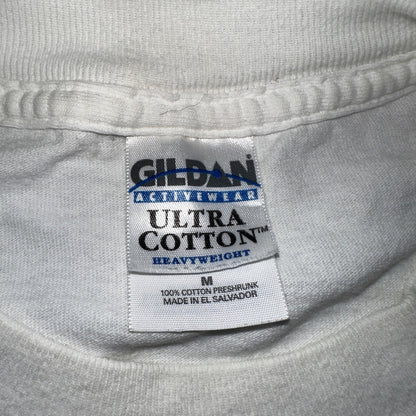 GILDAN®
ACTIVEWEAR
ULTRA
COTTON™
HEAVYWEIGHT
M
100% COTTON PRESHRUNK
MADE IN EL SALVADOR